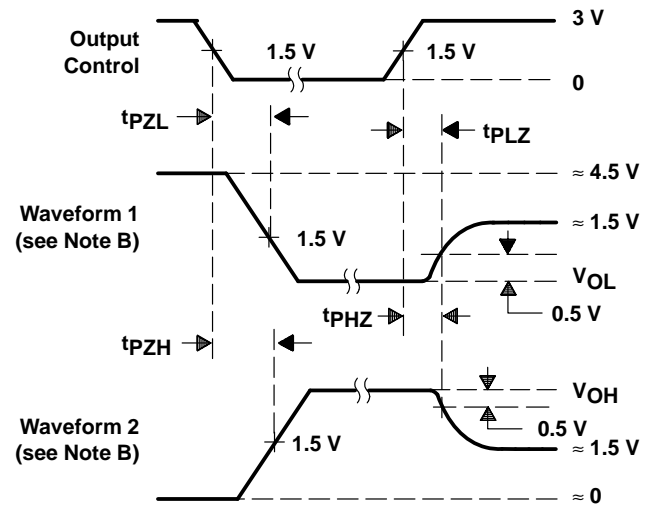 3 V
Output
Control
1.5 V
1.5 V
0
tPZL
tPLZ
≈ 4.5 V
Waveform 1
(see Note B)
≈ 1.5 V
1.5 V
VOL
tPHZ
0.5 V
tPZH
VOH
0.5 V
Waveform 2
(see Note B)
1.5 V
≈ 1.5 V
≈ 0